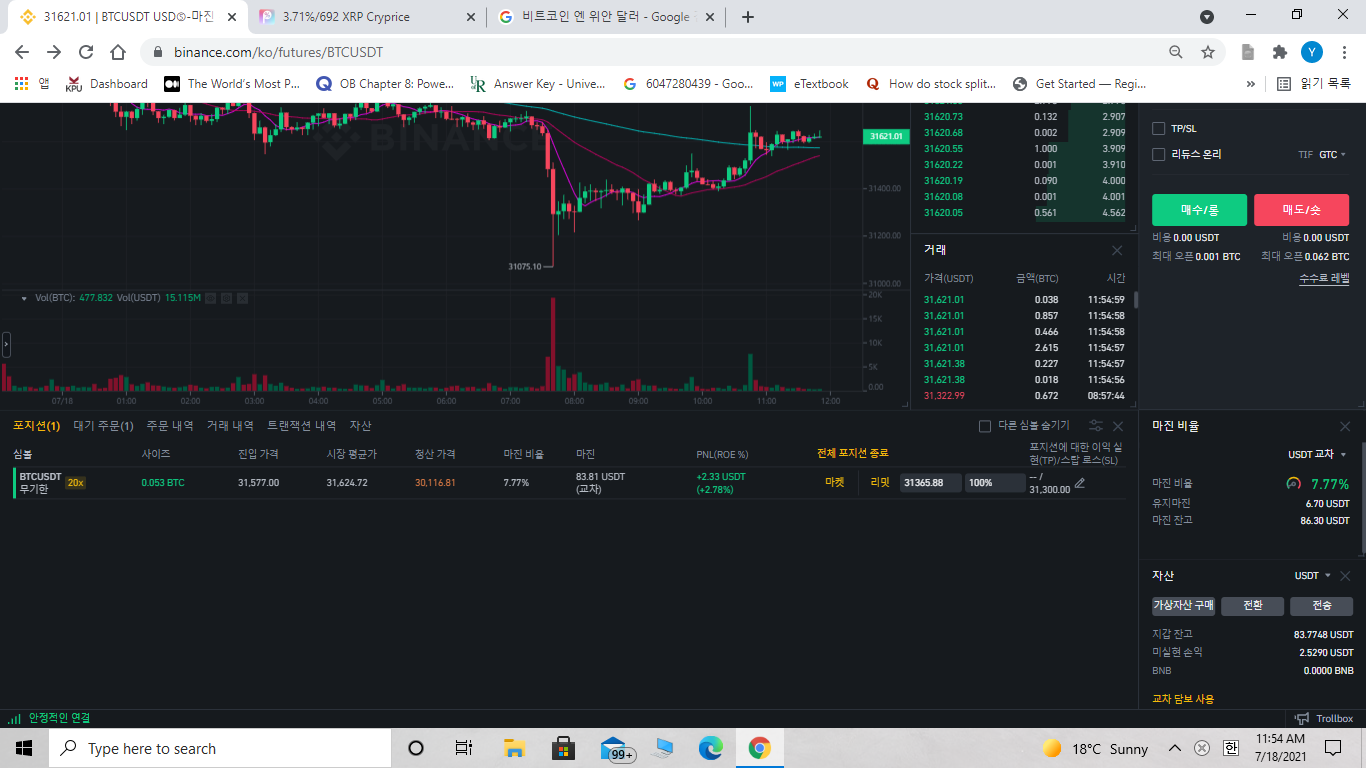 31621.01 | BTCUSDT USDⓈ-마진
3.71%/692 XRP Cryprice
비트코인 엔 위안 달러 - Google
binance.com/ko/futures/BTCUSDT
Y
앱
KPU
Dashboard
The World's Most P...
OB Chapter 8: Powe...
Answer Key - Unive...
6047280439 - Goo...
WP
eTextbook
How do stock split...
Get Started — Regi...
읽기 목록
BINANCE
31621.01
31400.00
31200.00
31000.00
31075.10
Vol(BTC): 477.832 Vol(USDT) 15.115M
20K
15K
10K
5K
0.00
07/18 01:00 02:00 03:00 04:00 05:00 06:00 07:00 08:00 09:00 10:00 11:00 12:00
31620.73 0.132 2.907
31620.68 0.002 2.909
31620.55 1.000 3.909
31620.22 0.001 3.910
31620.19 0.090 4.000
31620.08 0.001 4.001
31620.05 0.561 4.562
거래
가격(USDT) 금액(BTC) 시간
31,621.01 0.038 11:54:59
31,621.01 0.857 11:54:58
31,621.01 0.466 11:54:58
31,621.01 2.615 11:54:57
31,621.38 0.227 11:54:57
31,621.38 0.018 11:54:56
31,322.99 0.672 08:57:44
TP/SL
리듀스 온리 TIF GTC
매수/롱 매도/숏
비용 0.00 USDT 비용 0.00 USDT
최대 오픈 0.001 BTC 최대 오픈 0.062 BTC
수수료 레벨
포지션(1) 대기 주문(1) 주문 내역 거래 내역 트랜잭션 내역 자산
다른 심볼 숨기기
심볼 사이즈 진입 가격 시장 평균가 정산 가격 마진 비율 마진 PNL(ROE %) 전체 포지션 종료
포지션에 대한 이익 실
현(TP)/스탑 로스(SL)
BTCUSDT
무기한
20x 0.053 BTC 31,577.00 31,624.72 30,116.81 7.77%
83.81 USDT
(교차)
+2.33 USDT
(+2.78%)
마켓 리밋 31365.88 100%
-- /
31,300.00
마진 비율
USDT 교차
마진 비율 7.77%
유지마진 6.70 USDT
마진 잔고 86.30 USDT
자산 USDT
가상자산 구매 전환 전송
지갑 잔고 83.7748 USDT
미실현 손익 2.5290 USDT
BNB 0.0000 BNB
교차 담보 사용
안정적인 연결
Trollbox
Type here to search
99+
18°C Sunny
한
11:54 AM
7/18/2021